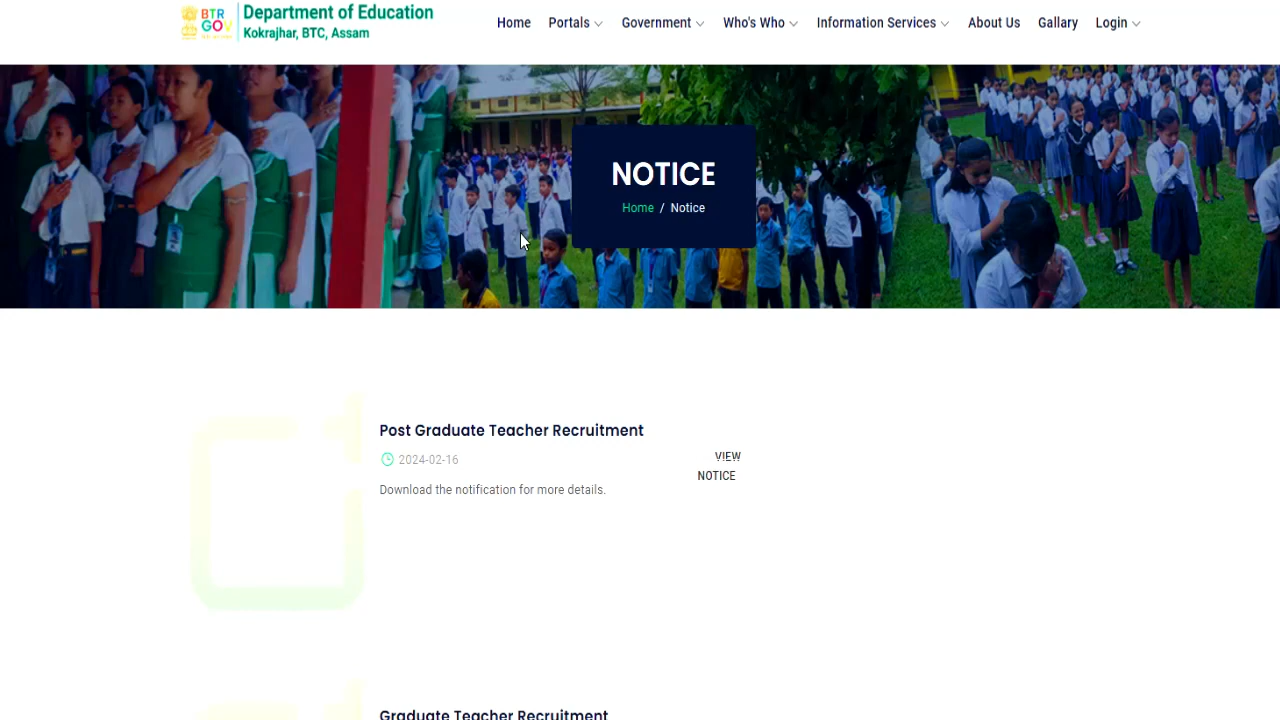 BTR
GOV
Department of Education
Kokrajhar, BTC, Assam
Home Portals Government Who's Who Information Services About Us Gallary Login
NOTICE
Home / Notice
Post Graduate Teacher Recruitment
2024-02-16
VIEW
NOTICE
Download the notification for more details.
Graduate Teacher Recruitment